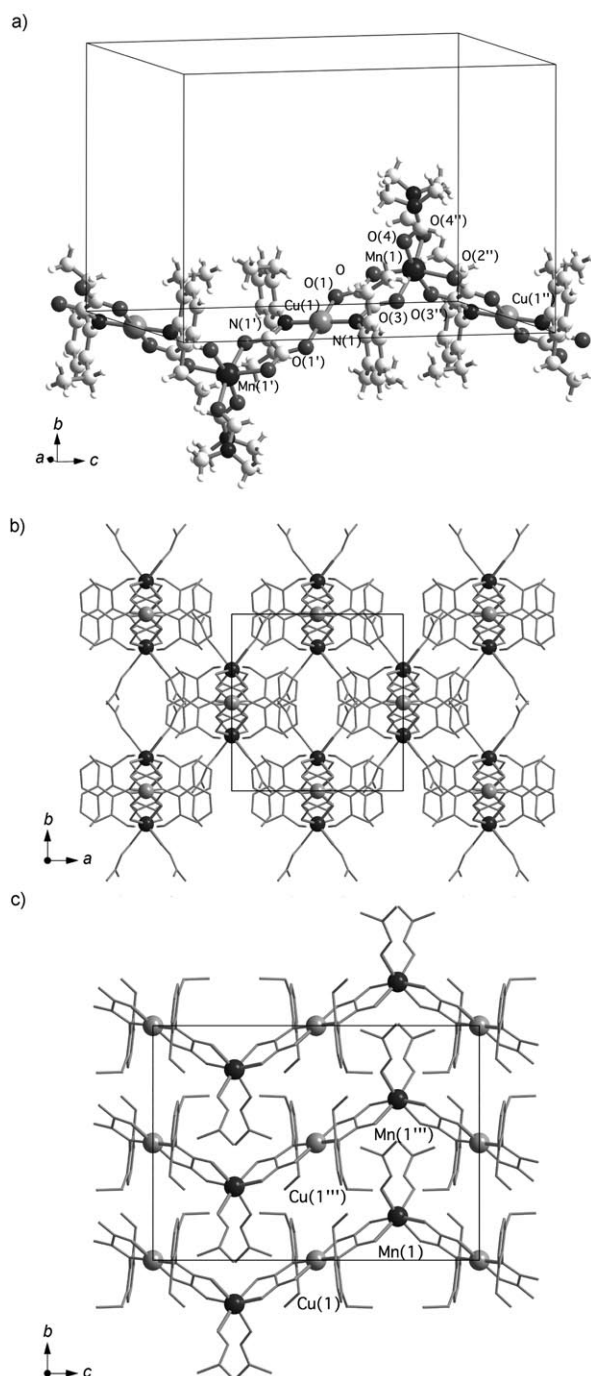 a)
O(4'')
O(4)
Mn(1)
O(2'')
O
O(1)
Cu(1)
Cu(1'')
O(3)
O(3'')
N(1')
N(1)
O(1')
Mn(1')
b
a
c
b)
b
a
c)
Mn(1''')
Cu(1''')
Mn(1)
Cu(1)
b
c